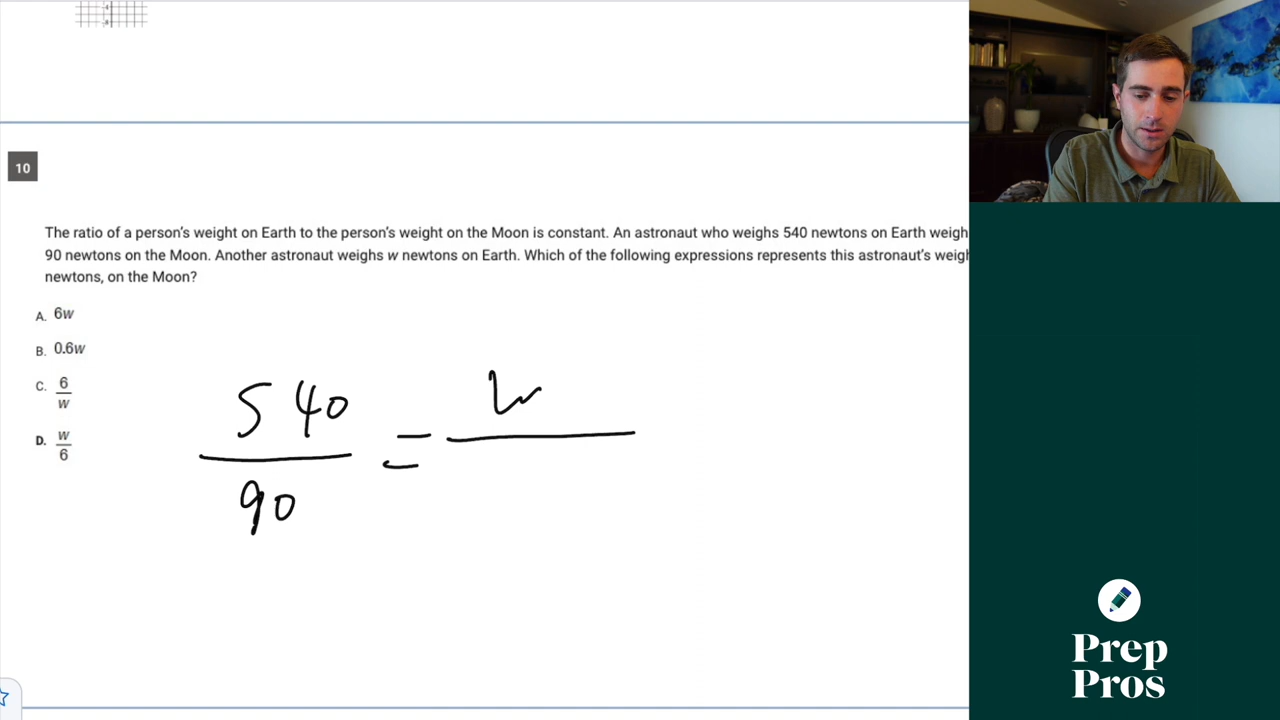 10
The ratio of a person's weight on Earth to the person's weight on the Moon is constant. An astronaut who weighs 540 newtons on Earth weigh
90 newtons on the Moon. Another astronaut weighs w newtons on Earth. Which of the following expressions represents this astronaut's weigh
newtons, on the Moon?
A. 6w
B. 0.6w
C. 6/w
D. w/6
540/90 = w/
Prep
Pros